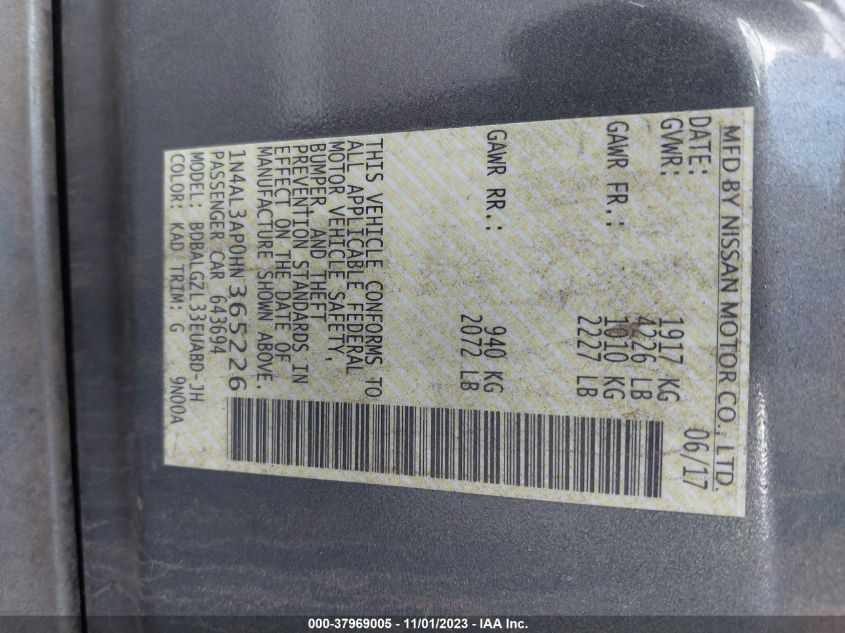 MFD BY NISSAN MOTOR CO., LTD.
DATE: 06/17
GVWR: 1917 KG
4226 LB
GAWR FR.: 1010 KG
2227 LB
GAWR RR.: 940 KG
2072 LB
THIS VEHICLE CONFORMS TO
ALL APPLICABLE FEDERAL
MOTOR VEHICLE SAFETY,
BUMPER AND THEFT
PREVENTION STANDARDS IN
EFFECT ON THE DATE OF
MANUFACTURE SHOWN ABOVE.
1N4AL3AP0HN365226
PASSENGER CAR 643694
MODEL: BDBALGZL33EUABD-JH
COLOR: KAD TRIM: G 9N00A
000-37969005 - 11/01/2023 - IAA Inc.